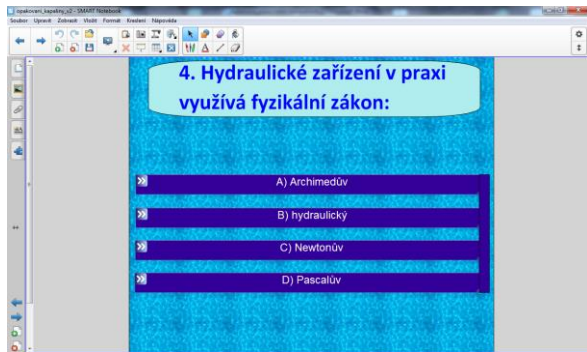 opakovani_kapaliny_v2 - SMART Notebook
Soubor Upravit Zobrazit Vložit Formát Kreslení Nápověda
4. Hydraulické zařízení v praxi
využívá fyzikální zákon:
A) Archimedův
B) hydraulický
C) Newtonův
D) Pascalův